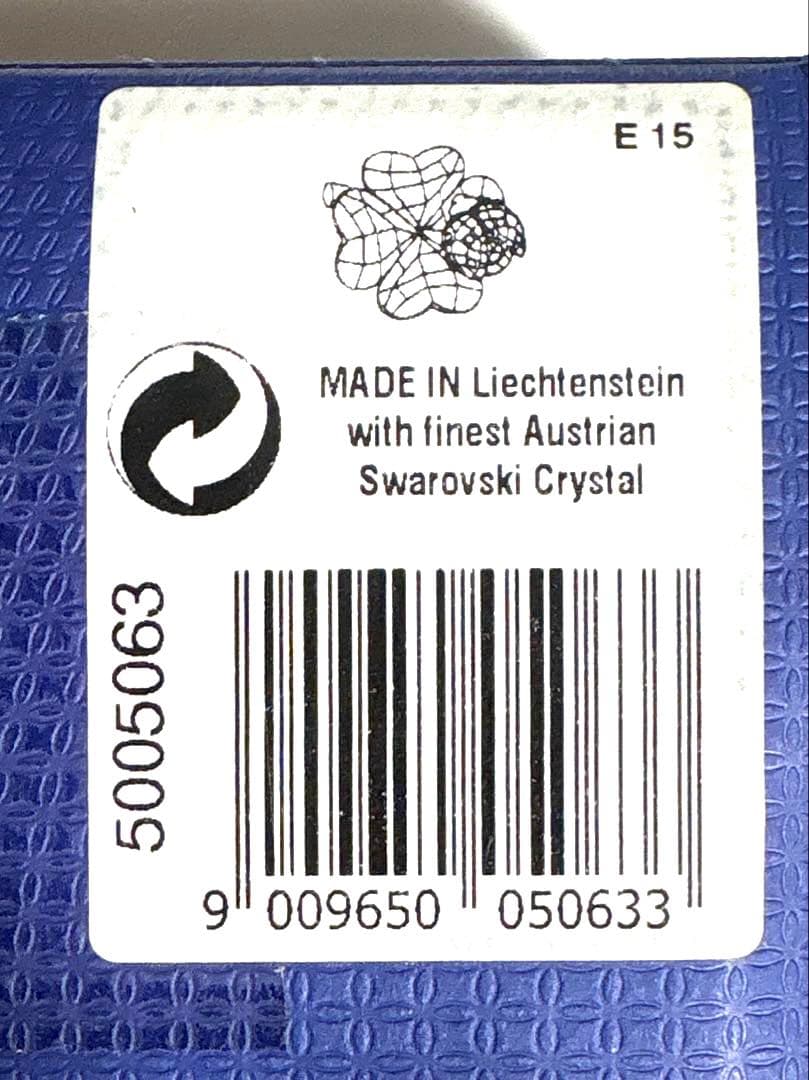 E 15
MADE IN Liechtenstein
with finest Austrian
Swarovski Crystal
5005063
9 009650 050633